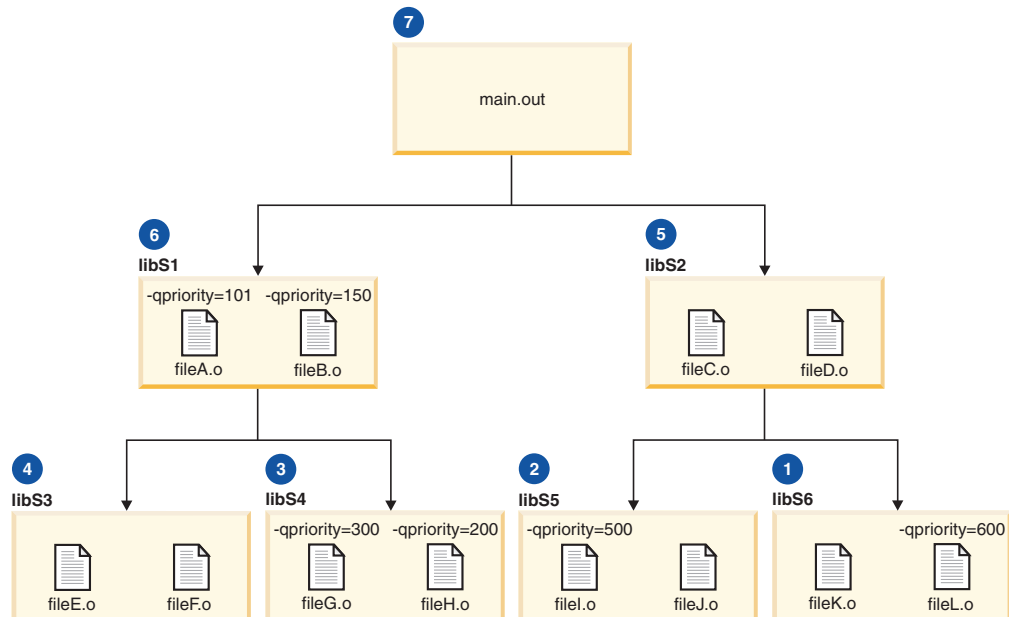 7
main.out
6
libS1
-qpriority=101 -qpriority=150
fileA.o fileB.o
5
libS2
fileC.o fileD.o
4
libS3
fileE.o fileF.o
3
libS4
-qpriority=300 -qpriority=200
fileG.o fileH.o
2
libS5
-qpriority=500
fileI.o fileJ.o
1
libS6
-qpriority=600
fileK.o fileL.o